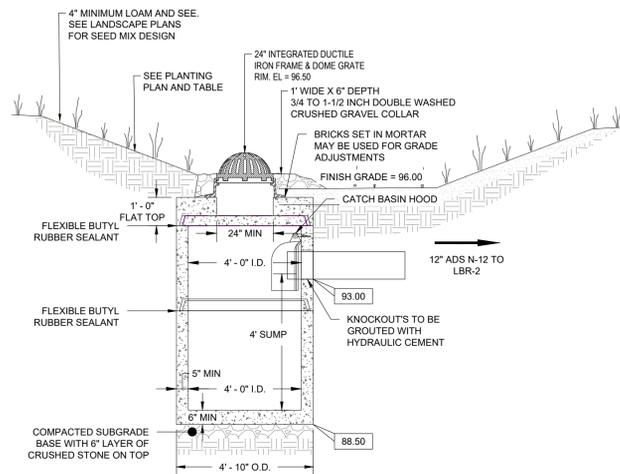 4" MINIMUM LOAM AND SEE.
SEE LANDSCAPE PLANS
FOR SEED MIX DESIGN
24" INTEGRATED DUCTILE
IRON FRAME & DOME GRATE
RIM. EL = 96.50
SEE PLANTING
PLAN AND TABLE
1' WIDE X 6" DEPTH
3/4 TO 1-1/2 INCH DOUBLE WASHED
CRUSHED GRAVEL COLLAR
BRICKS SET IN MORTAR
MAY BE USED FOR GRADE
ADJUSTMENTS
FINISH GRADE = 96.00
CATCH BASIN HOOD
1' - 0"
FLAT TOP
FLEXIBLE BUTYL
RUBBER SEALANT
24" MIN
4' - 0" I.D.
12" ADS N-12 TO
LBR-2
93.00
FLEXIBLE BUTYL
RUBBER SEALANT
KNOCKOUT'S TO BE
GROUTED WITH
HYDRAULIC CEMENT
4' SUMP
5" MIN
4' - 0" I.D.
6" MIN
COMPACTED SUBGRADE
BASE WITH 6" LAYER OF
CRUSHED STONE ON TOP
88.50
4' - 10" O.D.